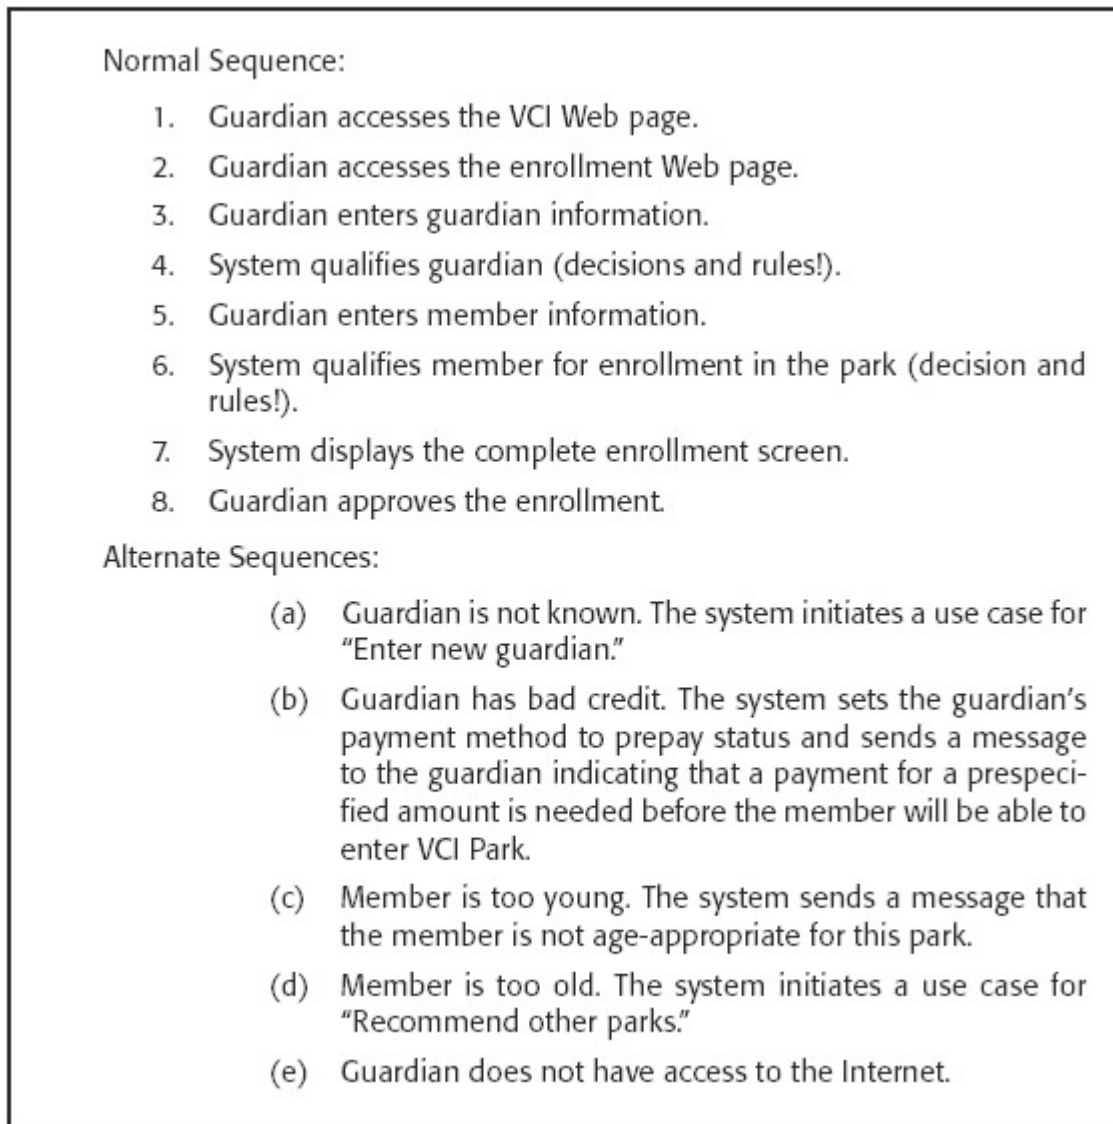 Normal Sequence:
1. Guardian accesses the VCI Web page.
2. Guardian accesses the enrollment Web page.
3. Guardian enters guardian information.
4. System qualifies guardian (decisions and rules!).
5. Guardian enters member information.
6. System qualifies member for enrollment in the park (decision and
rules!).
7. System displays the complete enrollment screen.
8. Guardian approves the enrollment.
Alternate Sequences:
(a) Guardian is not known. The system initiates a use case for
“Enter new guardian.”
(b) Guardian has bad credit. The system sets the guardian’s
payment method to prepay status and sends a message
to the guardian indicating that a payment for a prespeci-
fied amount is needed before the member will be able to
enter VCI Park.
(c) Member is too young. The system sends a message that
the member is not age-appropriate for this park.
(d) Member is too old. The system initiates a use case for
“Recommend other parks.”
(e) Guardian does not have access to the Internet.